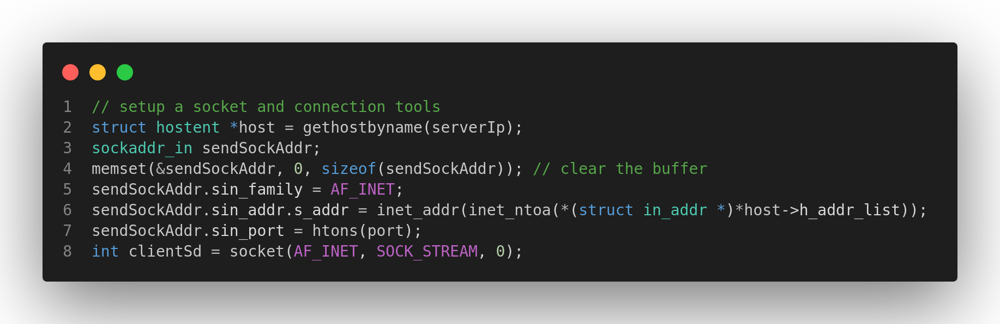 1 // setup a socket and connection tools
2 struct hostent *host = gethostbyname(serverIp);
3 sockaddr_in sendSockAddr;
4 memset(&sendSockAddr, 0, sizeof(sendSockAddr)); // clear the buffer
5 sendSockAddr.sin_family = AF_INET;
6 sendSockAddr.sin_addr.s_addr = inet_addr(inet_ntoa(*(struct in_addr *)*host->h_addr_list));
7 sendSockAddr.sin_port = htons(port);
8 int clientSd = socket(AF_INET, SOCK_STREAM, 0);